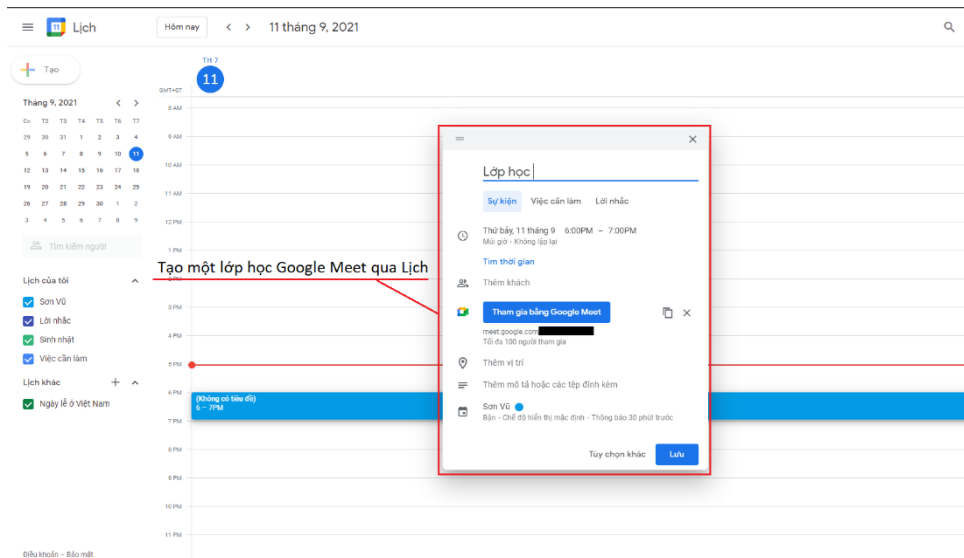 Lịch
Hôm nay
11 tháng 9, 2021
Tạo
Tháng 9, 2021
CN T2 T3 T4 T5 T6 T7
29 30 31 1 2 3 4
5 6 7 8 9 10 11
12 13 14 15 16 17 18
19 20 21 22 23 24 25
26 27 28 29 30 1 2
3 4 5 6 7 8 9
Tìm kiếm người
Lịch của tôi
Sơn Vũ
Lời nhắc
Sinh nhật
Việc cần làm
Lịch khác
Ngày lễ ở Việt Nam
Điều khoản – Bảo mật
TH 7
11
GMT+07
8 AM
9 AM
10 AM
11 AM
12 PM
1 PM
Tạo một lớp học Google Meet qua Lịch
3 PM
4 PM
5 PM
6 PM
(Không có tiêu đề)
6 – 7PM
7 PM
8 PM
9 PM
10 PM
11 PM
Lớp học
Sự kiện Việc cần làm Lời nhắc
Thứ bảy, 11 tháng 9 6:00PM – 7:00PM
Múi giờ - Không lặp lại
Tìm thời gian
Thêm khách
Tham gia bằng Google Meet
meet.google.com
Tối đa 100 người tham gia
Thêm vị trí
Thêm mô tả hoặc các tệp đính kèm
Sơn Vũ
Bận - Chế độ hiển thị mặc định - Thông báo 30 phút trước
Tùy chọn khác
Lưu